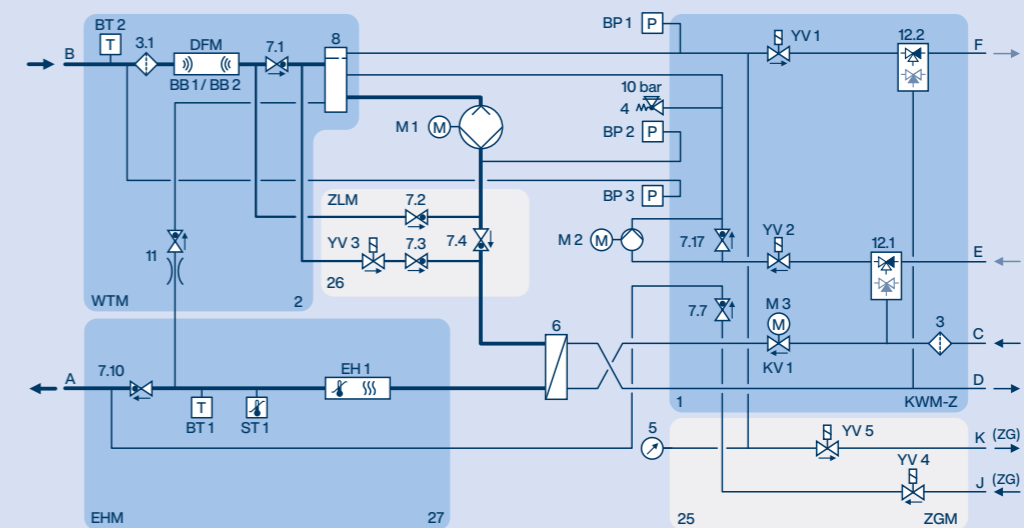 BT 2
T
B
3.1
DFM
BB 1 / BB 2
7.1
8
BP 1
P
YV 1
12.2
F
10 bar
4
M 1
M
BP 2
P
BP 3
P
ZLM
7.2
YV 3
7.3
7.4
26
M 2
M
7.17
YV 2
12.1
E
11
WTM
2
7.7
M 3
M
KV 1
3
C
6
D
1
KWM-Z
A
7.10
EH 1
T
BT 1
ST 1
5
YV 5
K (ZG)
YV 4
J (ZG)
EHM
27
25
ZGM